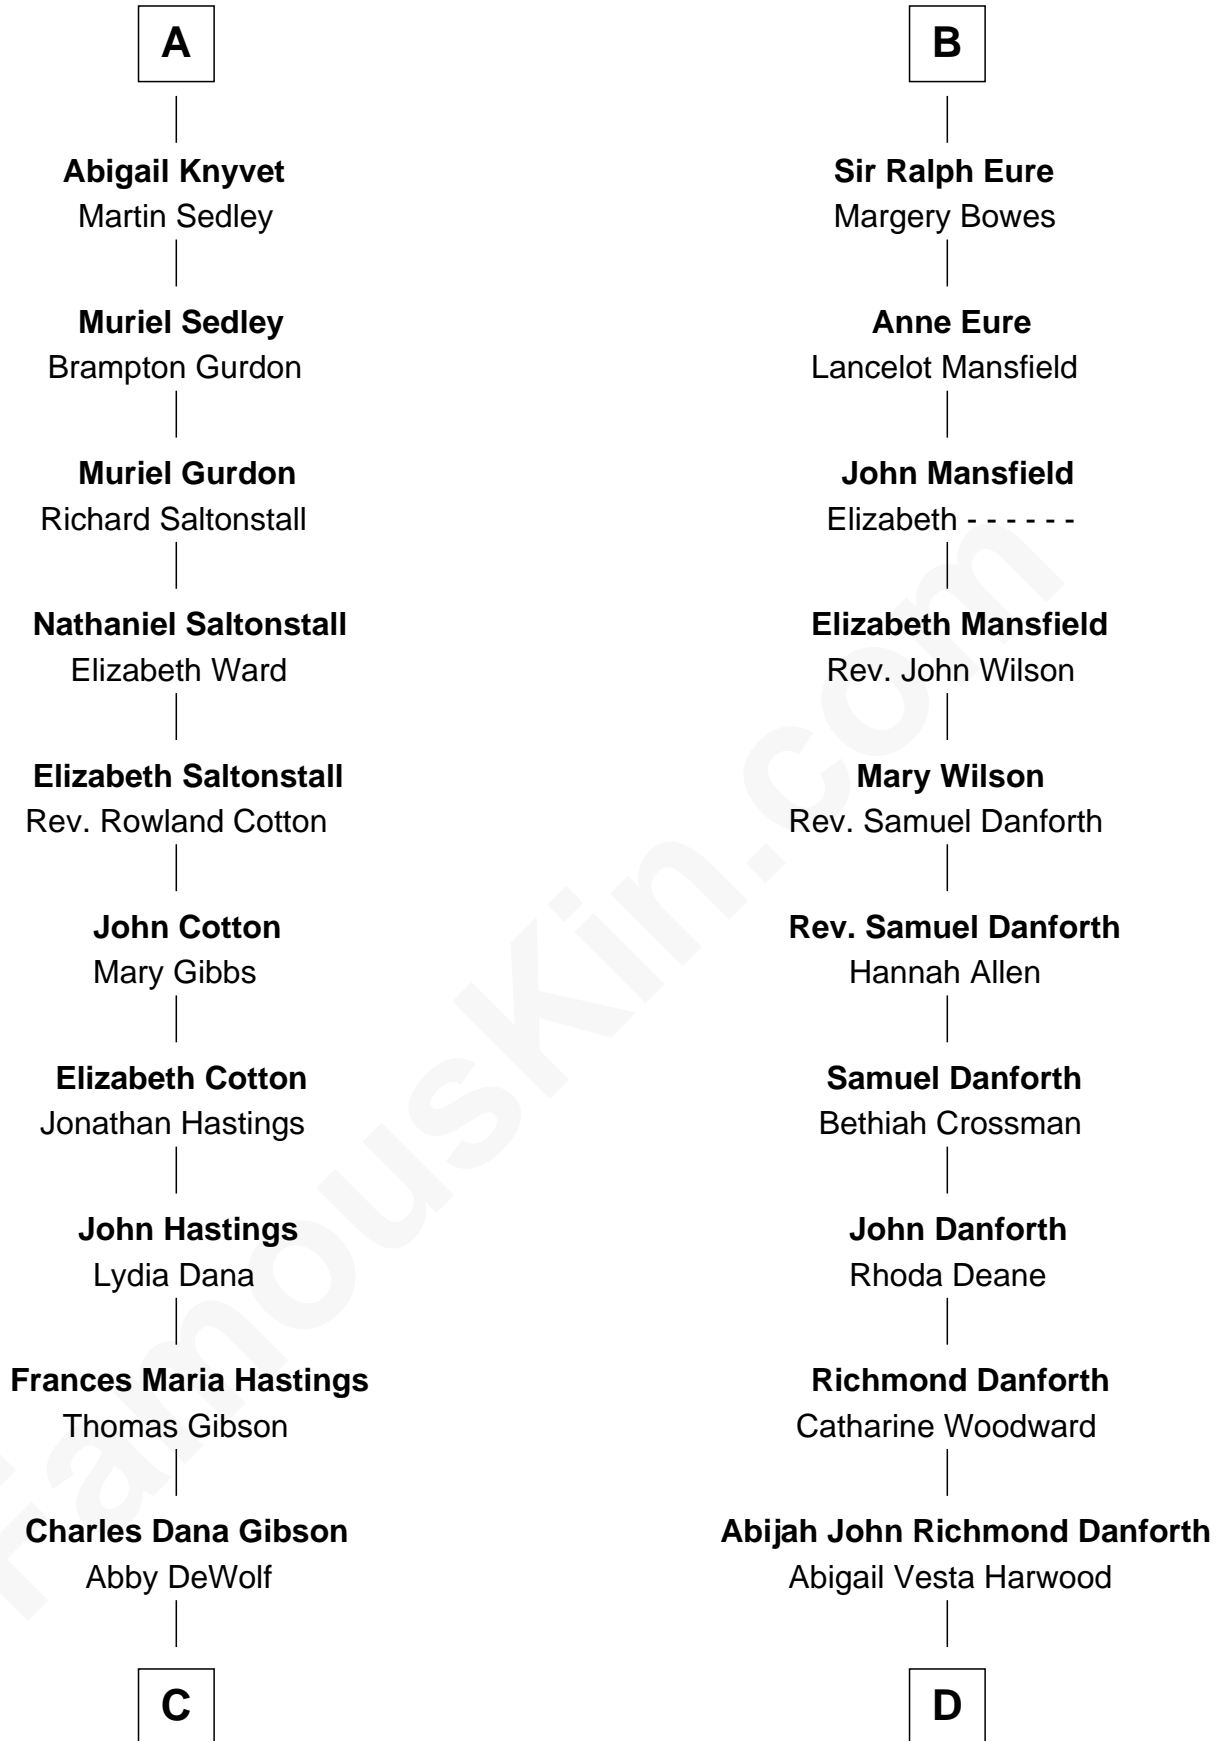 A
Abigail Knyvet
Martin Sedley
Muriel Sedley
Brampton Gurdon
Muriel Gurdon
Richard Saltonstall
Nathaniel Saltonstall
Elizabeth Ward
Elizabeth Saltonstall
Rev. Rowland Cotton
John Cotton
Mary Gibbs
Elizabeth Cotton
Jonathan Hastings
John Hastings
Lydia Dana
Frances Maria Hastings
Thomas Gibson
Charles Dana Gibson
Abby DeWolf
C
B
Sir Ralph Eure
Margery Bowes
Anne Eure
Lancelot Mansfield
John Mansfield
Elizabeth - - - - - -
Elizabeth Mansfield
Rev. John Wilson
Mary Wilson
Rev. Samuel Danforth
Rev. Samuel Danforth
Hannah Allen
Samuel Danforth
Bethiah Crossman
John Danforth
Rhoda Deane
Richmond Danforth
Catharine Woodward
Abijah John Richmond Danforth
Abigail Vesta Harwood
D
FamousKin.com